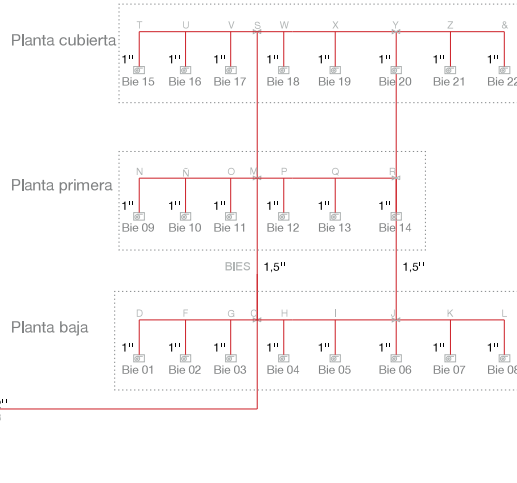 T U V S W X Y Z &
Planta cubierta
1" 1" 1" 1" 1" 1" 1" 1" 1"
Bie 15 Bie 16 Bie 17 Bie 18 Bie 19 Bie 20 Bie 21 Bie 22
N Ñ O M P Q R
Planta primera
1" 1" 1" 1" 1" 1"
Bie 09 Bie 10 Bie 11 Bie 12 Bie 13 Bie 14
BIES 1,5" 1,5"
D F G C H I J K L
Planta baja
1" 1" 1" 1" 1" 1" 1" 1"
Bie 01 Bie 02 Bie 03 Bie 04 Bie 05 Bie 06 Bie 07 Bie 08